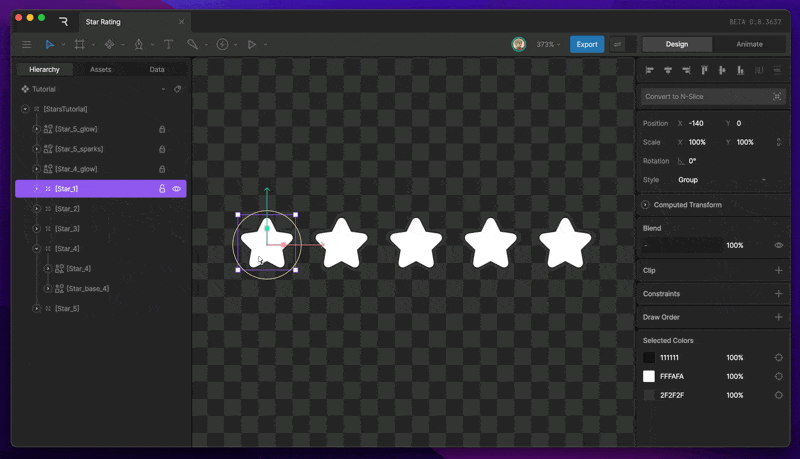 Star Rating
BETA 0.8.3637
373%
Export
Design
Animate
Hierarchy
Assets
Data
Tutorial
[StarsTutorial]
[Star_5_glow]
[Star_5_sparks]
[Star_4_glow]
[Star_1]
[Star_2]
[Star_3]
[Star_4]
[Star_4]
[Star_base_4]
[Star_5]
Convert to N-Slice
Position X -140 Y 0
Scale X 100% Y 100%
Rotation 0°
Style Group
Computed Transform
Blend
- 100%
Clip
Constraints
Draw Order
Selected Colors
111111 100%
FFFAFA 100%
2F2F2F 100%